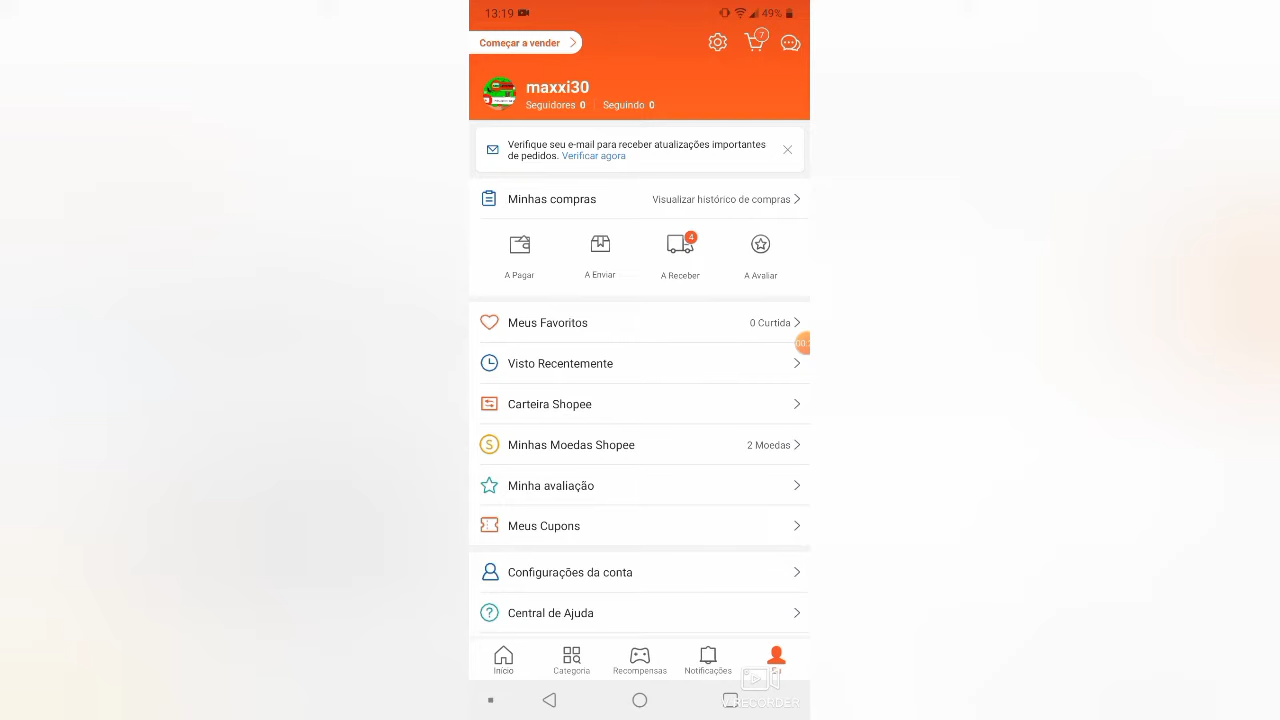 13:19
49%
Começar a vender
7
maxxi30
Seguidores 0
Seguindo 0
Verifique seu e-mail para receber atualizações importantes
de pedidos. Verificar agora
Minhas compras
Visualizar histórico de compras
4
A Pagar
A Enviar
A Receber
A Avaliar
Meus Favoritos
0 Curtida
Visto Recentemente
Carteira Shopee
S
Minhas Moedas Shopee
2 Moedas
Minha avaliação
Meus Cupons
Configurações da conta
?
Central de Ajuda
Início
Categoria
Recompensas
Notificações
RECORDER